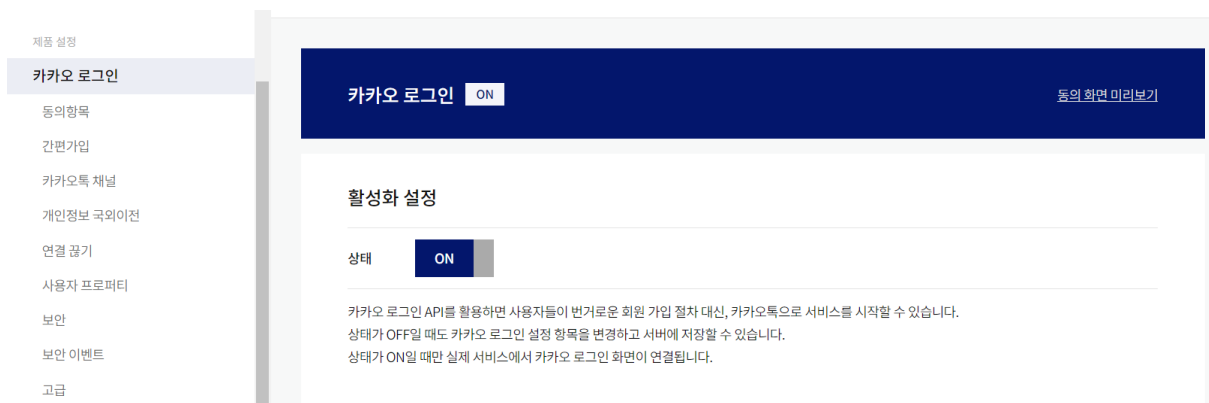 제품 설정
카카오 로그인
동의항목
간편가입
카카오톡 채널
개인정보 국외이전
연결 끊기
사용자 프로퍼티
보안
보안 이벤트
고급
카카오 로그인 ON
동의 화면 미리보기
활성화 설정
상태 ON
카카오 로그인 API를 활용하면 사용자들이 번거로운 회원 가입 절차 대신, 카카오톡으로 서비스를 시작할 수 있습니다.
상태가 OFF일 때도 카카오 로그인 설정 항목을 변경하고 서버에 저장할 수 있습니다.
상태가 ON일 때만 실제 서비스에서 카카오 로그인 화면이 연결됩니다.